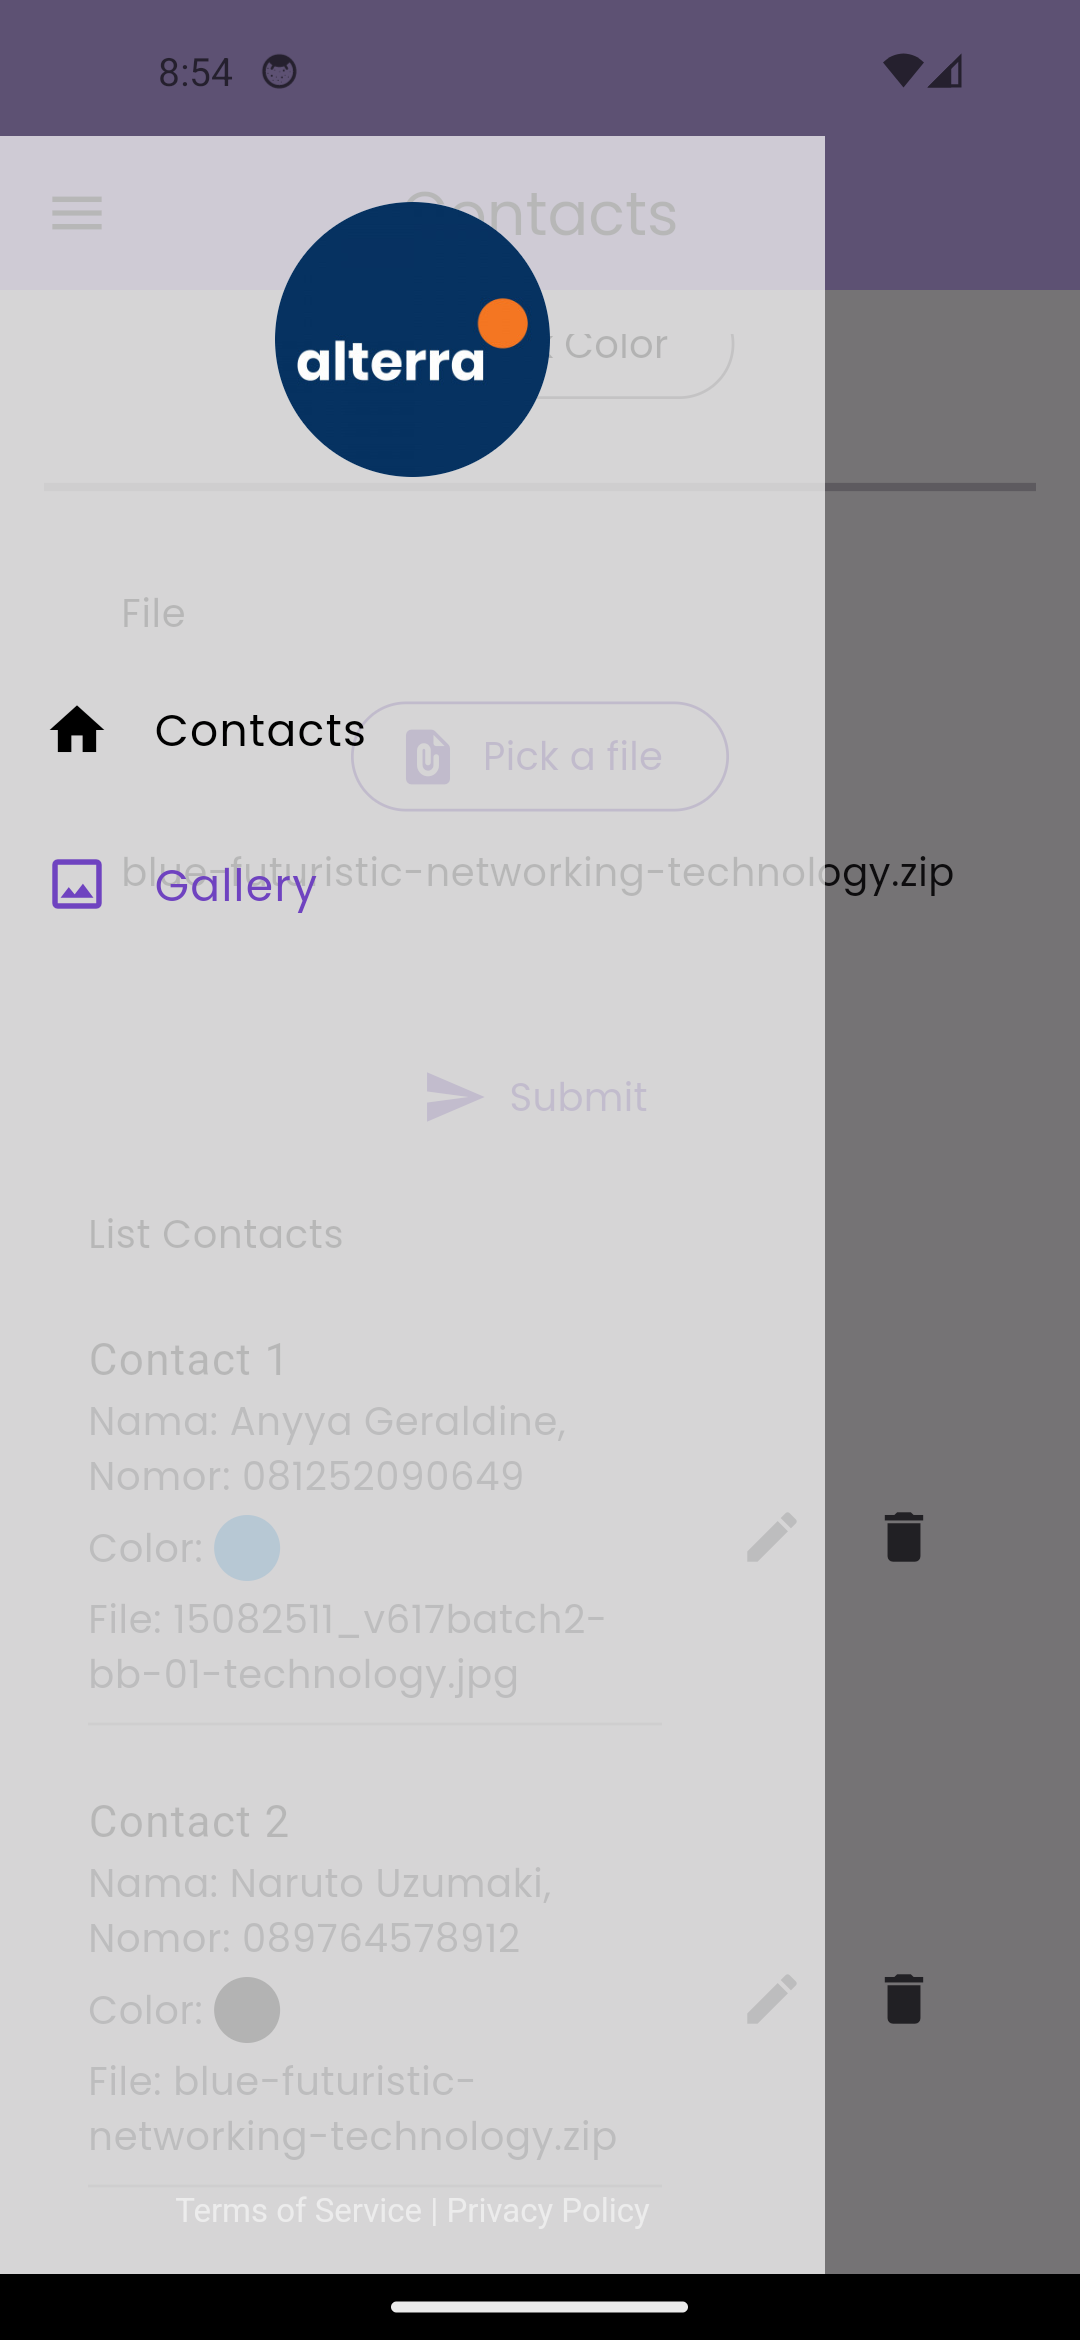 8:54
Contacts
alterra
Color
File
Contacts
Pick a file
Gallery
blue-futuristic-networking-technology.zip
Submit
List Contacts
Contact 1
Nama: Anyya Geraldine,
Nomor: 081252090649
Color:
File: 15082511_v617batch2-
bb-01-technology.jpg
Contact 2
Nama: Naruto Uzumaki,
Nomor: 089764578912
Color:
File: blue-futuristic-
networking-technology.zip
Terms of Service | Privacy Policy